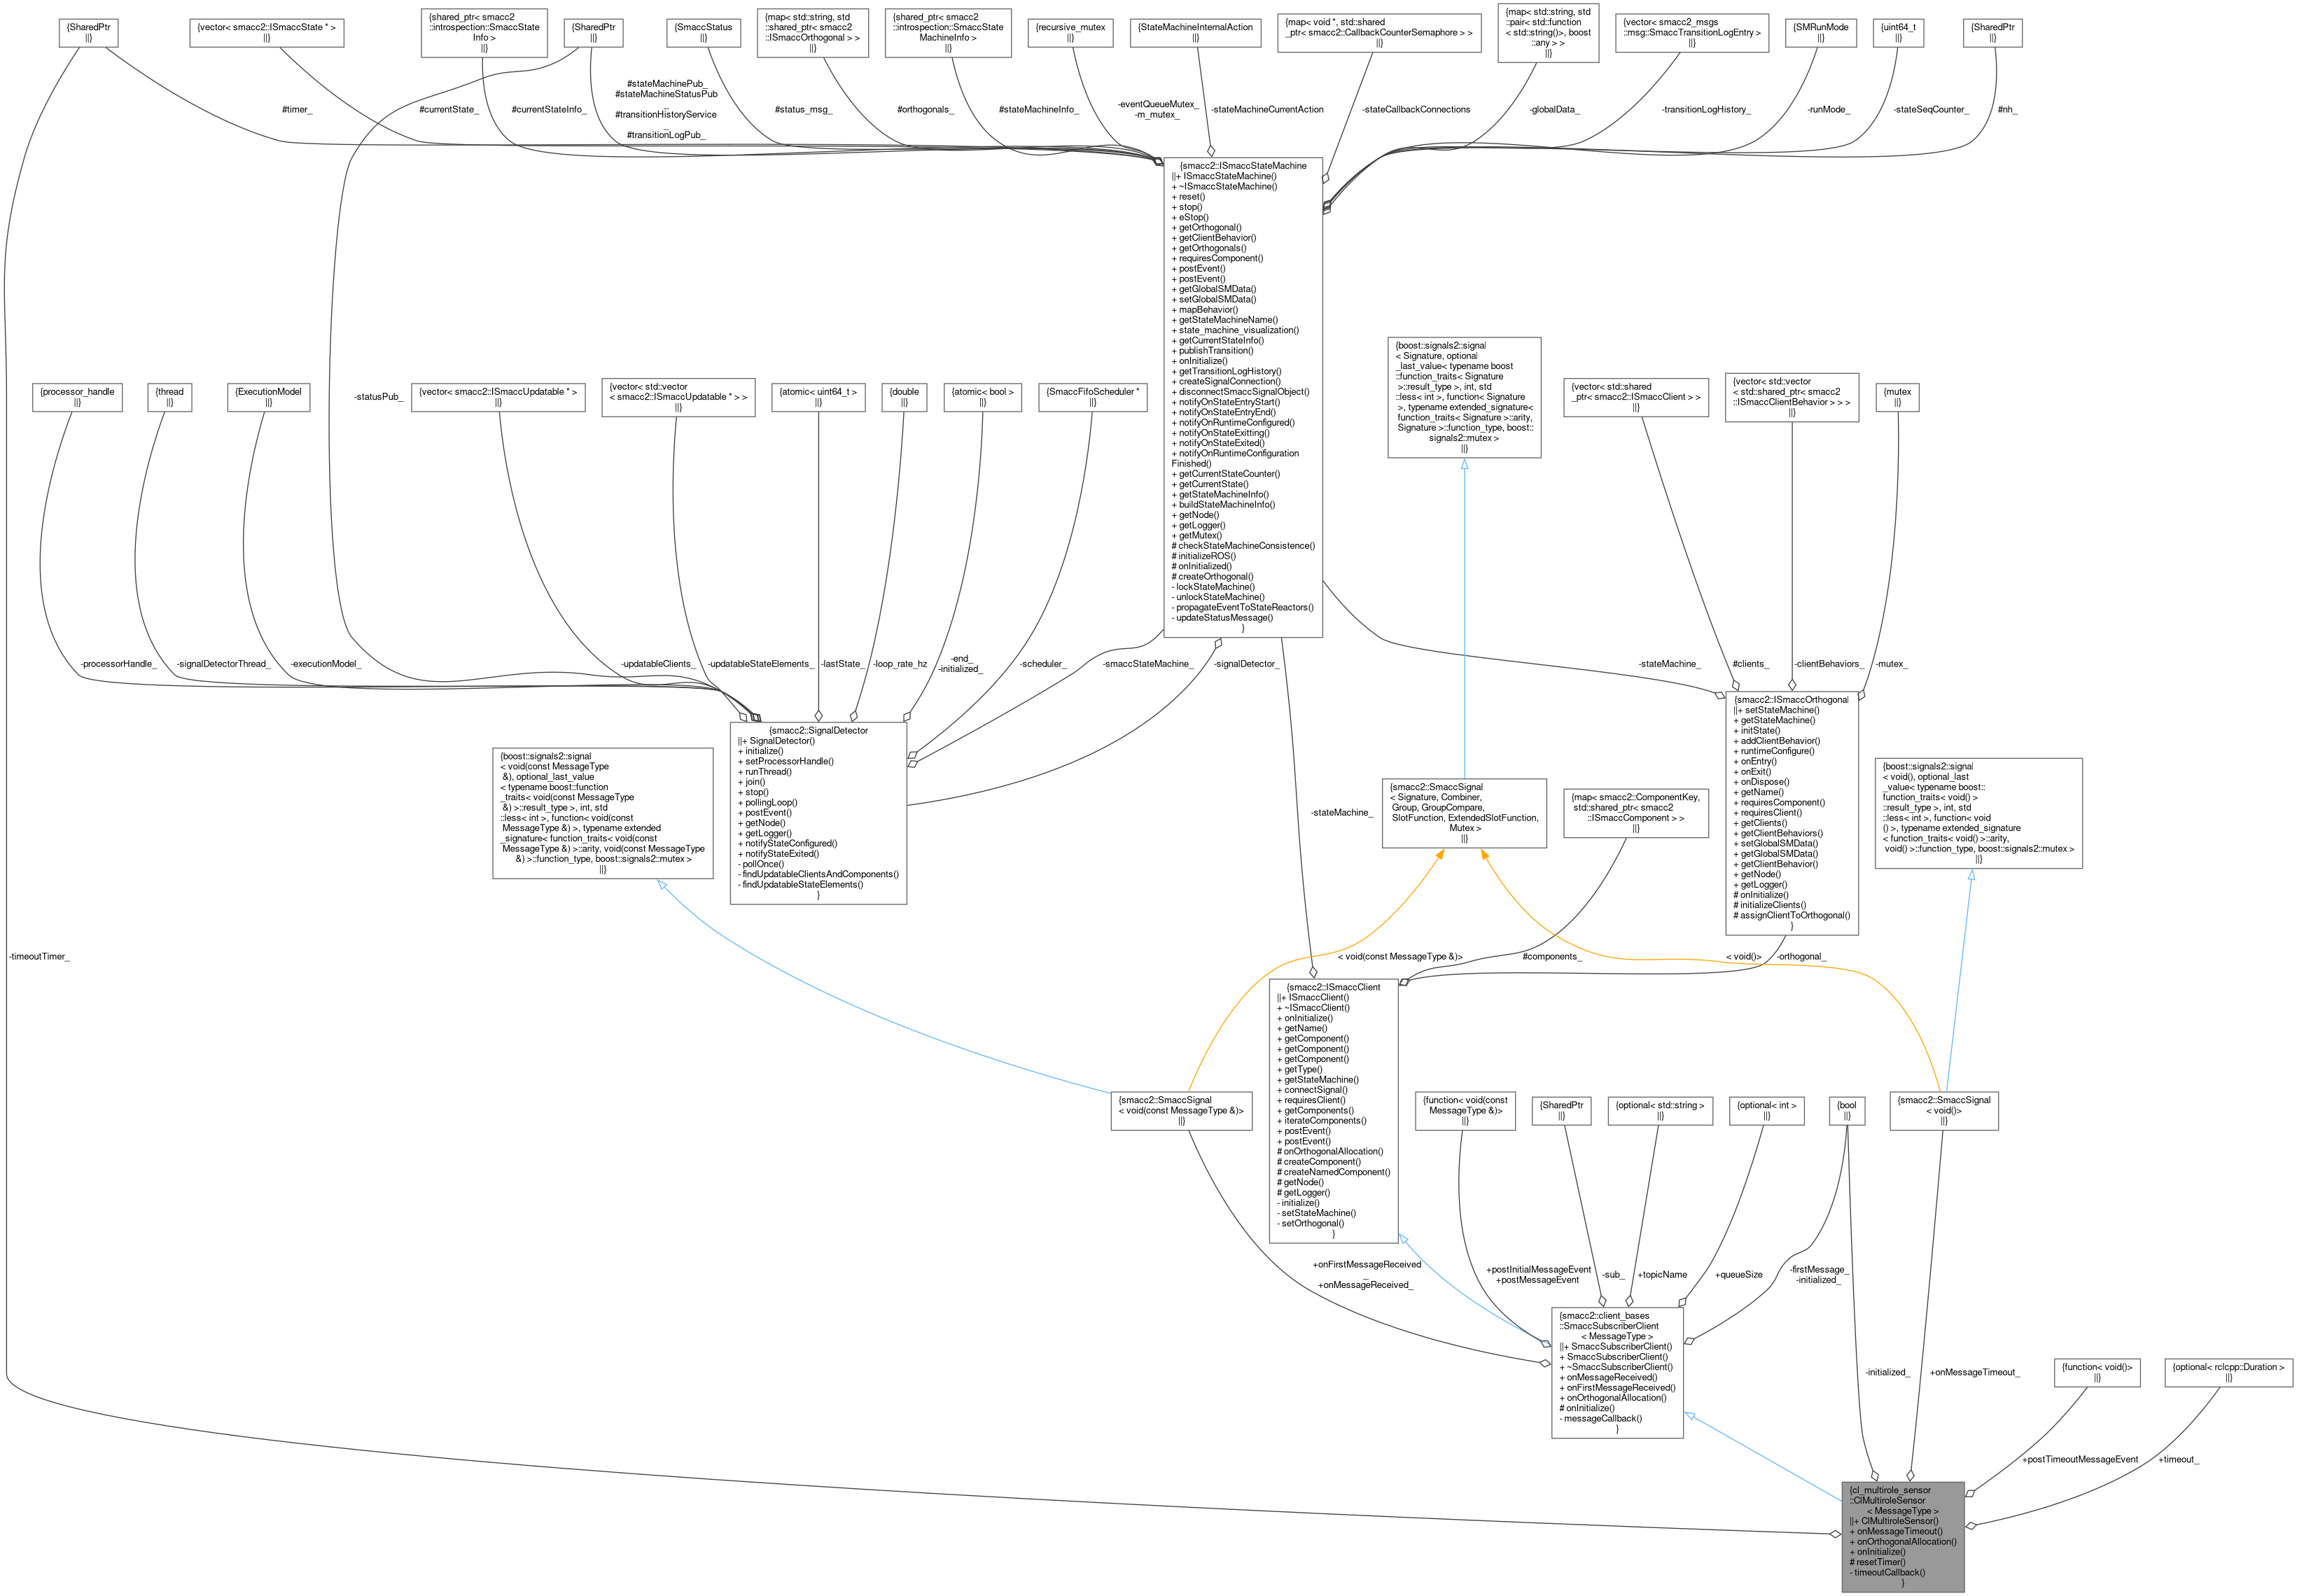 {SharedPtr
||}
{vector< smacc2::ISmaccState * >
||}
{shared_ptr< smacc2
::introspection::SmaccState
Info >
||}
{SharedPtr
||}
{SmaccStatus
||}
{map< std::string, std
::shared_ptr< smacc2
::ISmaccOrthogonal > >
||}
{shared_ptr< smacc2
::introspection::SmaccState
MachineInfo >
||}
{recursive_mutex
||}
{StateMachineInternalAction
||}
{map< void *, std::shared
_ptr< smacc2::CallbackCounterSemaphore > >
||}
{map< std::string, std
::pair< std::function
< std::string()>, boost
::any > >
||}
{vector< smacc2_msgs
::msg::SmaccTransitionLogEntry >
||}
{SMRunMode
||}
{uint64_t
||}
{SharedPtr
||}
#timer_
#currentState_
#currentStateInfo_
#stateMachinePub_
#stateMachineStatusPub
_
#transitionHistoryService
_
#transitionLogPub_
#status_msg_
#orthogonals_
#stateMachineInfo_
-eventQueueMutex_
-m_mutex_
-stateMachineCurrentAction
-stateCallbackConnections
-globalData_
-transitionLogHistory_
-runMode_
-stateSeqCounter_
#nh_
{smacc2::ISmaccStateMachine
||+ ISmaccStateMachine()
+ ~ISmaccStateMachine()
+ reset()
+ stop()
+ eStop()
+ getOrthogonal()
+ getClientBehavior()
+ getOrthogonals()
+ requiresComponent()
+ postEvent()
+ postEvent()
+ getGlobalSMData()
+ setGlobalSMData()
+ mapBehavior()
+ getStateMachineName()
+ state_machine_visualization()
+ getCurrentStateInfo()
+ publishTransition()
+ onInitialize()
+ getTransitionLogHistory()
+ createSignalConnection()
+ disconnectSmaccSignalObject()
+ notifyOnStateEntryStart()
+ notifyOnStateEntryEnd()
+ notifyOnRuntimeConfigured()
+ notifyOnStateExitting()
+ notifyOnStateExited()
+ notifyOnRuntimeConfiguration
Finished()
+ getCurrentStateCounter()
+ getCurrentState()
+ getStateMachineInfo()
+ buildStateMachineInfo()
+ getNode()
+ getLogger()
+ getMutex()
# checkStateMachineConsistence()
# initializeROS()
# onInitialized()
# createOrthogonal()
- lockStateMachine()
- unlockStateMachine()
- propagateEventToStateReactors()
- updateStatusMessage()
}
{processor_handle
||}
{thread
||}
{ExecutionModel
||}
-statusPub_
{vector< smacc2::ISmaccUpdatable * >
||}
{vector< std::vector
< smacc2::ISmaccUpdatable * > >
||}
{atomic< uint64_t >
||}
{double
||}
{atomic< bool >
||}
{SmaccFifoScheduler *
||}
{boost::signals2::signal
< Signature, optional
_last_value< typename boost
::function_traits< Signature
>::result_type >, int, std
::less< int >, function< Signature
>, typename extended_signature<
function_traits< Signature >::arity,
Signature >::function_type, boost::
signals2::mutex >
||}
{vector< std::shared
_ptr< smacc2::ISmaccClient > >
||}
{vector< std::vector
< std::shared_ptr< smacc2
::ISmaccClientBehavior > > >
||}
{mutex
||}
-processorHandle_
-signalDetectorThread_
-executionModel_
-updatableClients_
-updatableStateElements_
-lastState_
-loop_rate_hz
-end_
-initialized_
-scheduler_
-smaccStateMachine_
-signalDetector_
-stateMachine_
#clients_
-clientBehaviors_
-mutex_
{smacc2::SignalDetector
||+ SignalDetector()
+ initialize()
+ setProcessorHandle()
+ runThread()
+ join()
+ stop()
+ pollingLoop()
+ postEvent()
+ getNode()
+ getLogger()
+ notifyStateConfigured()
+ notifyStateExited()
- pollOnce()
- findUpdatableClientsAndComponents()
- findUpdatableStateElements()
}
{smacc2::ISmaccOrthogonal
||+ setStateMachine()
+ getStateMachine()
+ initState()
+ addClientBehavior()
+ runtimeConfigure()
+ onEntry()
+ onExit()
+ onDispose()
+ getName()
+ requiresComponent()
+ requiresClient()
+ getClients()
+ getClientBehaviors()
+ setGlobalSMData()
+ getGlobalSMData()
+ getClientBehavior()
+ getNode()
+ getLogger()
# onInitialize()
# initializeClients()
# assignClientToOrthogonal()
}
{boost::signals2::signal
< void(const MessageType
&), optional_last_value
< typename boost::function
_traits< void(const MessageType
&) >::result_type >, int, std
::less< int >, function< void(const
MessageType &) >, typename extended
_signature< function_traits< void(const
MessageType &) >::arity, void(const MessageType
&) >::function_type, boost::signals2::mutex >
||}
-stateMachine_
{smacc2::SmaccSignal
< Signature, Combiner,
Group, GroupCompare,
SlotFunction, ExtendedSlotFunction,
Mutex >
||}
{map< smacc2::ComponentKey,
std::shared_ptr< smacc2
::ISmaccComponent > >
||}
{boost::signals2::signal
< void(), optional_last
_value< typename boost::
function_traits< void() >
::result_type >, int, std
::less< int >, function< void
() >, typename extended_signature
< function_traits< void() >::arity,
void() >::function_type, boost::signals2::mutex >
||}
-timeoutTimer_
< void(const MessageType &)>
#components_
< void()>
-orthogonal_
{smacc2::ISmaccClient
||+ ISmaccClient()
+ ~ISmaccClient()
+ onInitialize()
+ getName()
+ getComponent()
+ getComponent()
+ getComponent()
+ getType()
+ getStateMachine()
+ connectSignal()
+ requiresClient()
+ getComponents()
+ iterateComponents()
+ postEvent()
+ postEvent()
# onOrthogonalAllocation()
# createComponent()
# createNamedComponent()
# getNode()
# getLogger()
- initialize()
- setStateMachine()
- setOrthogonal()
}
{smacc2::SmaccSignal
< void(const MessageType &)>
||}
{function< void(const
MessageType &)>
||}
{SharedPtr
||}
{optional< std::string >
||}
{optional< int >
||}
{bool
||}
{smacc2::SmaccSignal
< void()>
||}
+onFirstMessageReceived
_
+onMessageReceived_
+postInitialMessageEvent
+postMessageEvent
-sub_
+topicName
+queueSize
-firstMessage_
-initialized_
{smacc2::client_bases
::SmaccSubscriberClient
< MessageType >
||+ SmaccSubscriberClient()
+ SmaccSubscriberClient()
+ ~SmaccSubscriberClient()
+ onMessageReceived()
+ onFirstMessageReceived()
+ onOrthogonalAllocation()
# onInitialize()
- messageCallback()
}
-initialized_
+onMessageTimeout_
{function< void()>
||}
{optional< rclcpp::Duration >
||}
+postTimeoutMessageEvent
+timeout_
{cl_multirole_sensor
::ClMultiroleSensor
< MessageType >
||+ ClMultiroleSensor()
+ onMessageTimeout()
+ onOrthogonalAllocation()
+ onInitialize()
# resetTimer()
- timeoutCallback()
}